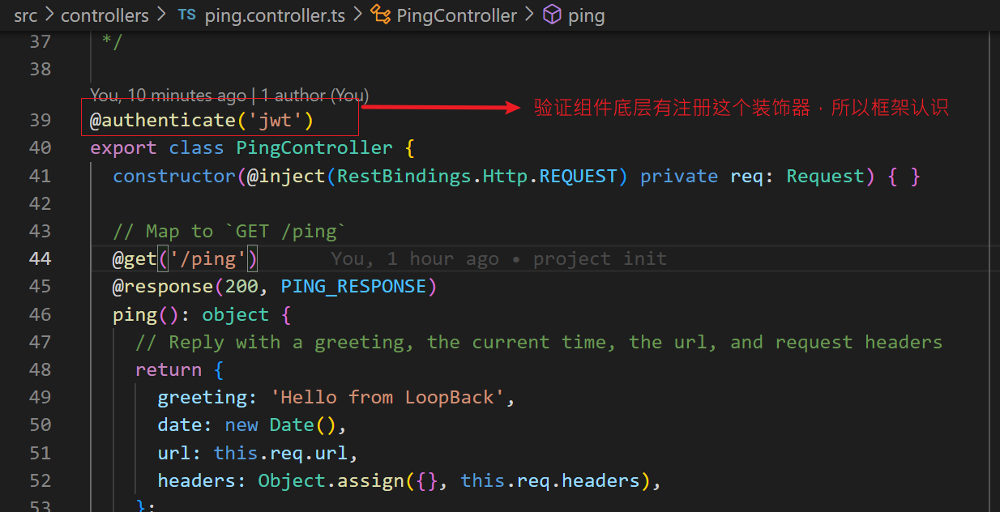 src > controllers > TS ping.controller.ts > PingController > ping
37 */
38
You, 10 minutes ago | 1 author (You)
验证组件底层有注册这个装饰器,所以框架认识
39 @authenticate('jwt')
40 export class PingController {
41 constructor(@inject(RestBindings.Http.REQUEST) private req: Request) { }
42
43 // Map to `GET /ping`
44 @get('/ping') You, 1 hour ago • project init
45 @response(200, PING_RESPONSE)
46 ping(): object {
47 // Reply with a greeting, the current time, the url, and request headers
48 return {
49 greeting: 'Hello from LoopBack',
50 date: new Date(),
51 url: this.req.url,
52 headers: Object.assign({}, this.req.headers),
53 };